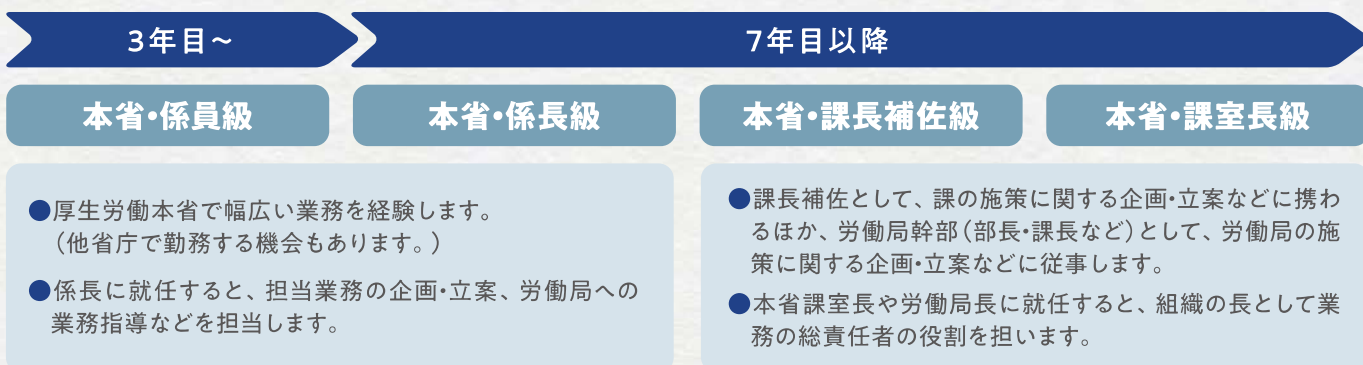 3年目~
7年目以降
本省・係員級
本省・係長級
本省・課長補佐級
本省・課室長級
●厚生労働本省で幅広い業務を経験します。
(他省庁で勤務する機会もあります。)
●係長に就任すると、担当業務の企画・立案、労働局への
業務指導などを担当します。
●課長補佐として、課の施策に関する企画・立案などに携わ
るほか、労働局幹部(部長・課長など)として、労働局の施
策に関する企画・立案などに従事します。
●本省課室長や労働局長に就任すると、組織の長として業
務の総責任者の役割を担います。